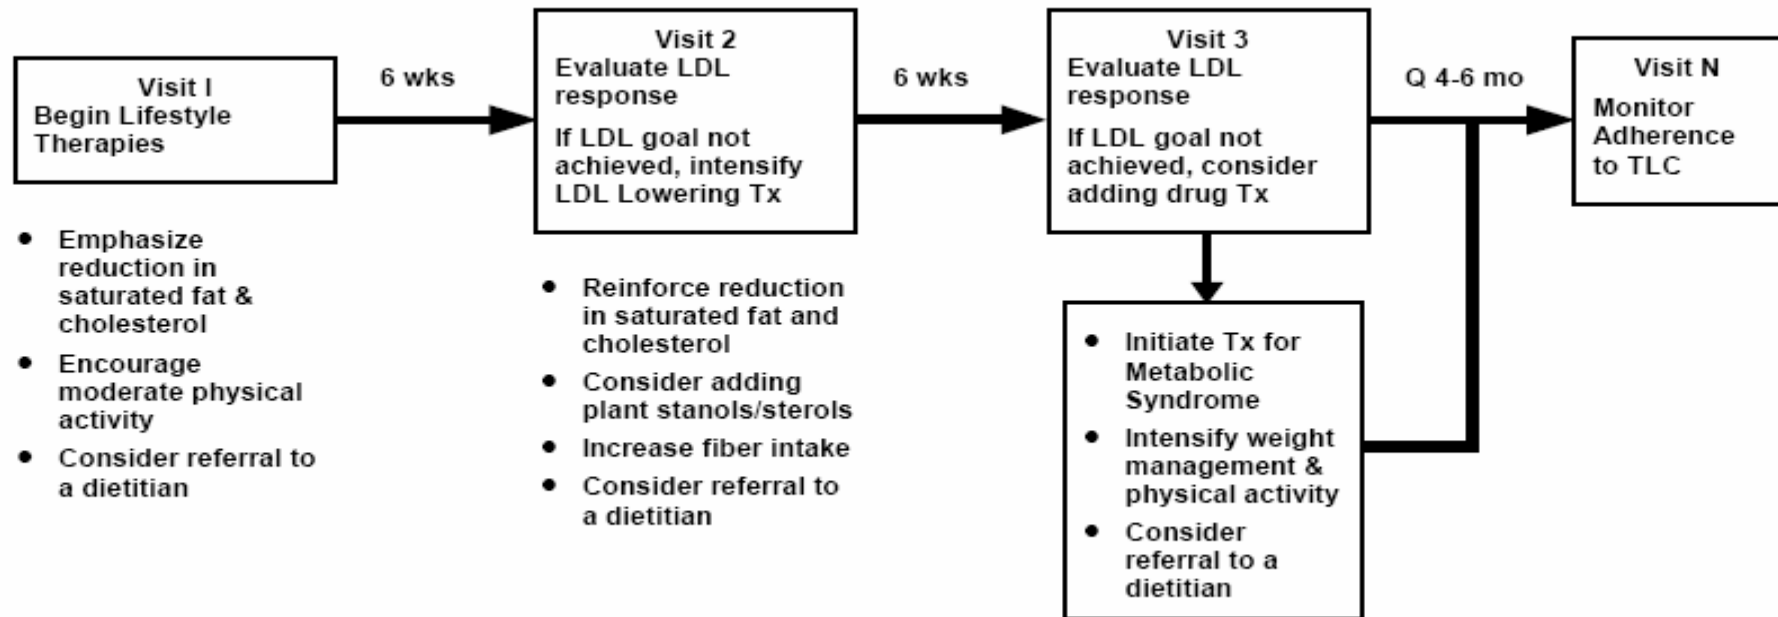 Visit I
Begin Lifestyle
Therapies
6 wks
Visit 2
Evaluate LDL
response
If LDL goal not
achieved, intensify
LDL Lowering Tx
6 wks
Visit 3
Evaluate LDL
response
If LDL goal not
achieved, consider
adding drug Tx
Q 4-6 mo
Visit N
Monitor
Adherence
to TLC
• Emphasize
reduction in
saturated fat &
cholesterol
• Encourage
moderate physical
activity
• Consider referral to
a dietitian
• Reinforce reduction
in saturated fat and
cholesterol
• Consider adding
plant stanols/sterols
• Increase fiber intake
• Consider referral to
a dietitian
• Initiate Tx for
Metabolic
Syndrome
• Intensify weight
management &
physical activity
• Consider
referral to a
dietitian